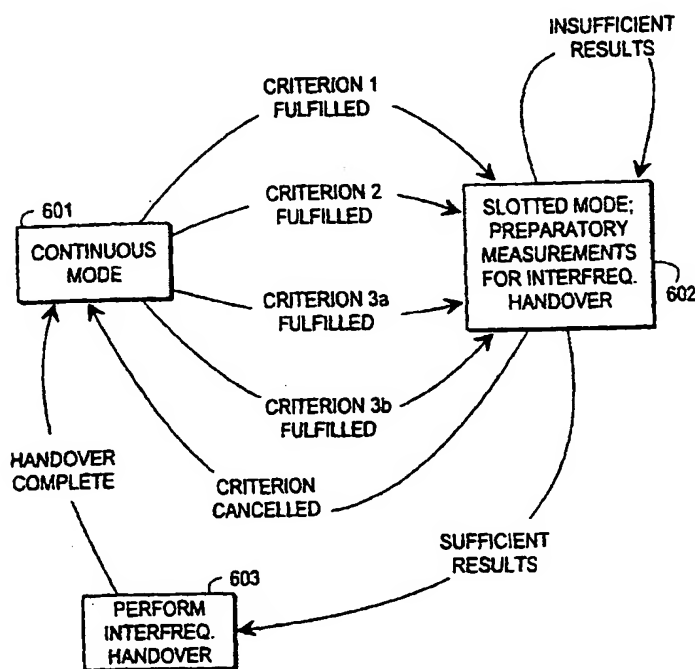 INSUFFICIENT
RESULTS
CRITERION 1
FULFILLED
CRITERION 2
FULFILLED
601
CONTINUOUS
MODE
SLOTTED MODE;
PREPARATORY
MEASUREMENTS
FOR INTERFREQ.
HANDOVER
602
CRITERION 3a
FULFILLED
CRITERION 3b
FULFILLED
HANDOVER
COMPLETE
CRITERION
CANCELLED
SUFFICIENT
RESULTS
603
PERFORM
INTERFREQ.
HANDOVER